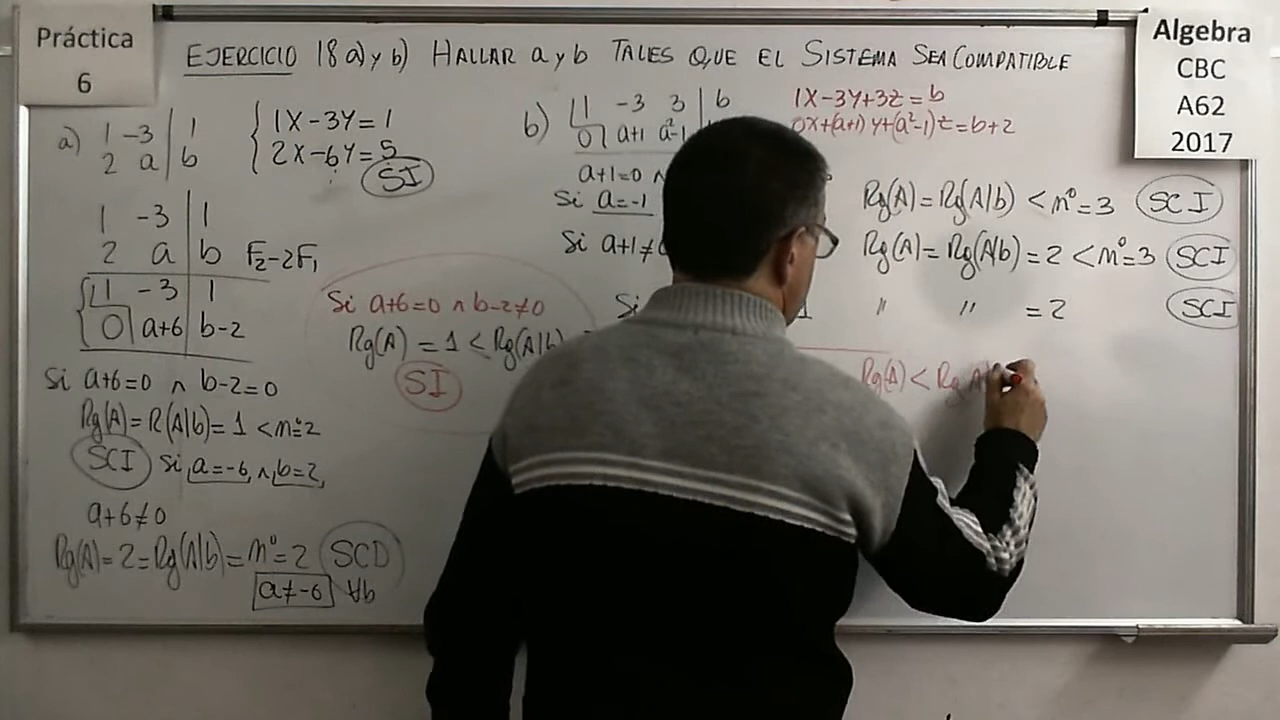 Práctica
6
EJERCICIO 18 a) y b) HALLAR a y b TALES QUE EL SISTEMA SEA COMPATIBLE
Algebra
CBC
A62
2017
a) 1 -3 | 1
2 a | b
{ 1X-3Y=1
2X-6Y=5
SI
1 -3 | 1
2 a | b F₂-2F₁
1 -3 | 1
0 a+6 | b-2
Si a+6=0 ∧ b-2=0
Rg(A)=R(A|b)=1<nº=2
SCI Si a=-6 ∧ b=2
a+6≠0
Rg(A)=2=Rg(A|b)=nº=2 SCD
a≠-6 ∀b
Si a+6=0 ∧ b-2≠0
Rg(A)=1<Rg(A|b)
SI
b) 1 -3 3 | b
0 a+1 a²-1
a+1=0 ∧
Si a=-1
Si a+1≠
Si
1X-3Y+3Z=b
0X+(a+1)Y+(a²-1)Z=b+2
Rg(A)=Rg(A|b)<nº=3 SCI
Rg(A)=Rg(A|b)=2<nº=3 SCI
" " =2 SCI
Rg(A)<Rg